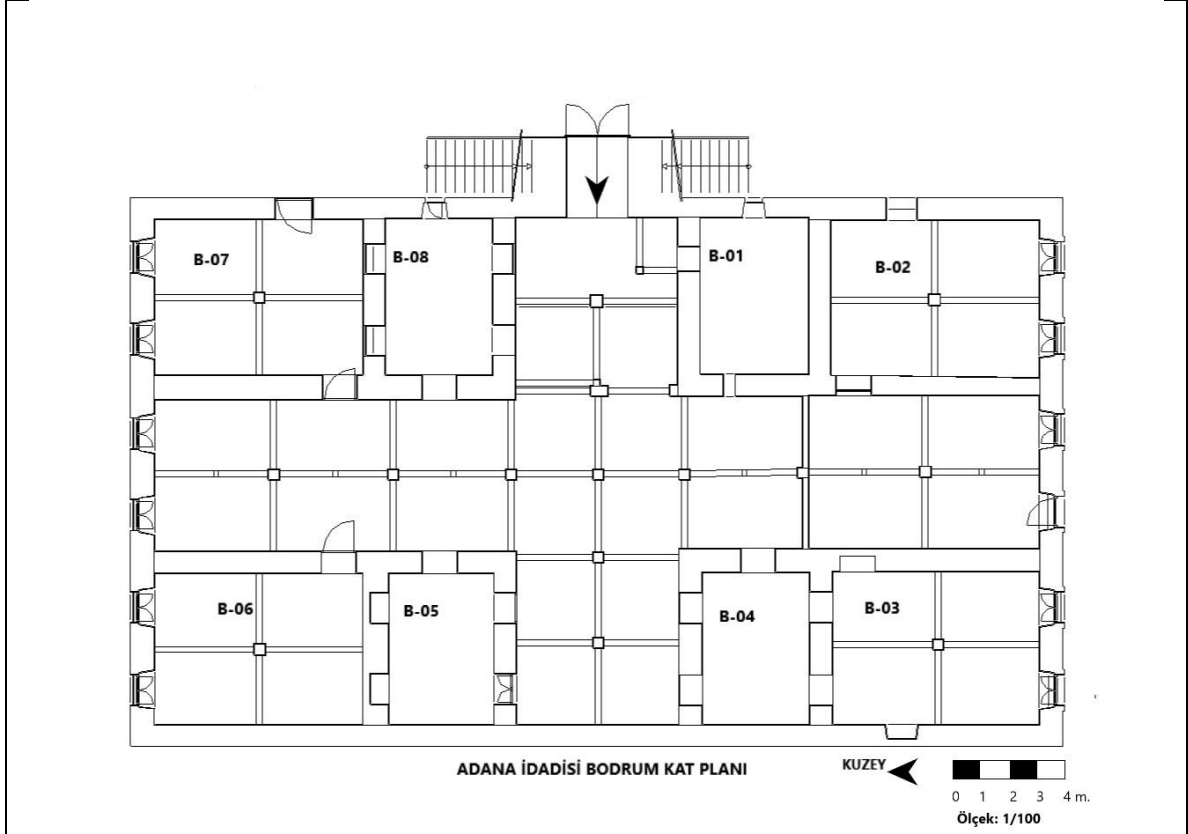 B-07
B-08
B-01
B-02
B-06
B-05
B-04
B-03
ADANA İDADİSİ BODRUM KAT PLANI
KUZEY
0 1 2 3 4 m.
Ölçek: 1/100